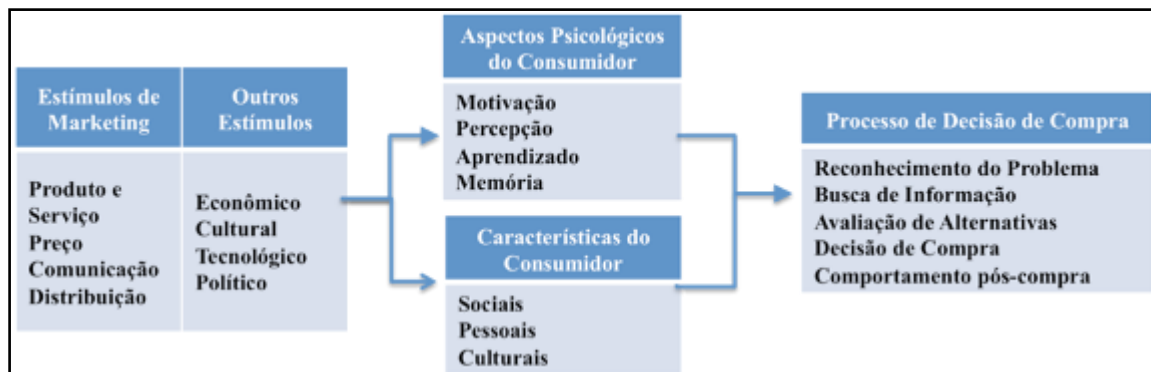 Estímulos de
Marketing
Produto e
Serviço
Preço
Comunicação
Distribuição
Outros
Estímulos
Econômico
Cultural
Tecnológico
Político
Aspectos Psicológicos
do Consumidor
Motivação
Percepção
Aprendizado
Memória
Características do
Consumidor
Sociais
Pessoais
Culturais
Processo de Decisão de Compra
Reconhecimento do Problema
Busca de Informação
Avaliação de Alternativas
Decisão de Compra
Comportamento pós-compra